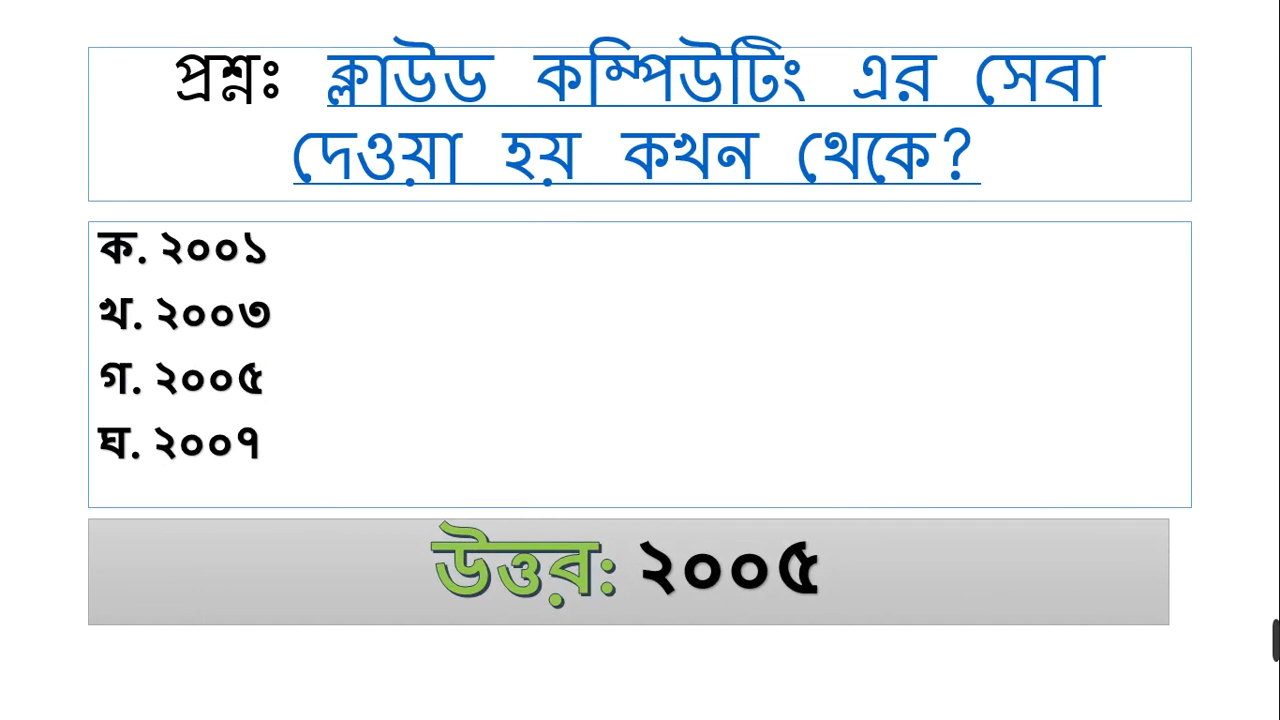 প্রশ্নঃ ক্লাউড কম্পিউটিং এর সেবা
দেওয়া হয় কখন থেকে?
ক. ২০০১
খ. ২০০৩
গ. ২০০৫
ঘ. ২০০৭
উত্তর: ২০০৫